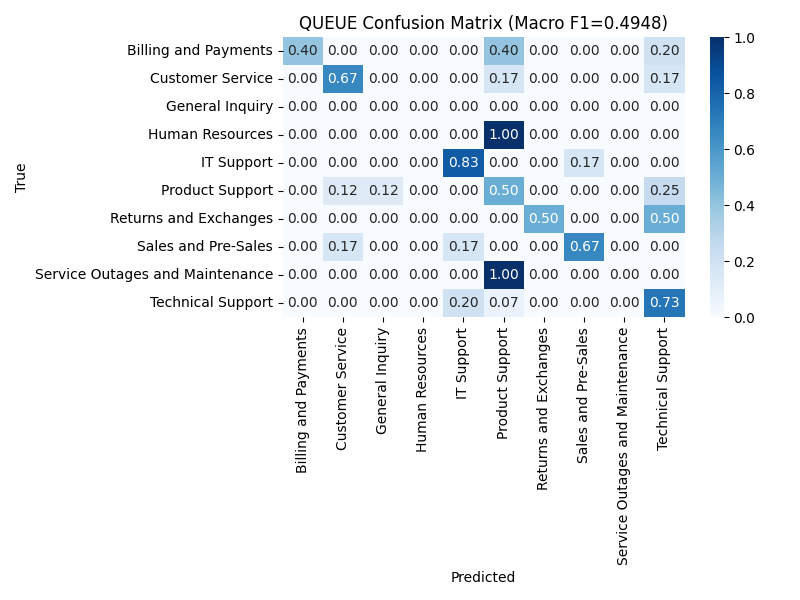 QUEUE Confusion Matrix (Macro F1=0.4948)
True
Billing and Payments 0.40 0.00 0.00 0.00 0.00 0.40 0.00 0.00 0.00 0.20
Customer Service 0.00 0.67 0.00 0.00 0.00 0.17 0.00 0.00 0.00 0.17
General Inquiry 0.00 0.00 0.00 0.00 0.00 0.00 0.00 0.00 0.00 0.00
Human Resources 0.00 0.00 0.00 0.00 0.00 1.00 0.00 0.00 0.00 0.00
IT Support 0.00 0.00 0.00 0.00 0.83 0.00 0.00 0.17 0.00 0.00
Product Support 0.00 0.12 0.12 0.00 0.00 0.50 0.00 0.00 0.00 0.25
Returns and Exchanges 0.00 0.00 0.00 0.00 0.00 0.00 0.50 0.00 0.00 0.50
Sales and Pre-Sales 0.00 0.17 0.00 0.00 0.17 0.00 0.00 0.67 0.00 0.00
Service Outages and Maintenance 0.00 0.00 0.00 0.00 0.00 1.00 0.00 0.00 0.00 0.00
Technical Support 0.00 0.00 0.00 0.00 0.20 0.07 0.00 0.00 0.00 0.73
Billing and Payments
Customer Service
General Inquiry
Human Resources
IT Support
Product Support
Returns and Exchanges
Sales and Pre-Sales
Service Outages and Maintenance
Technical Support
Predicted
1.0
0.8
0.6
0.4
0.2
0.0